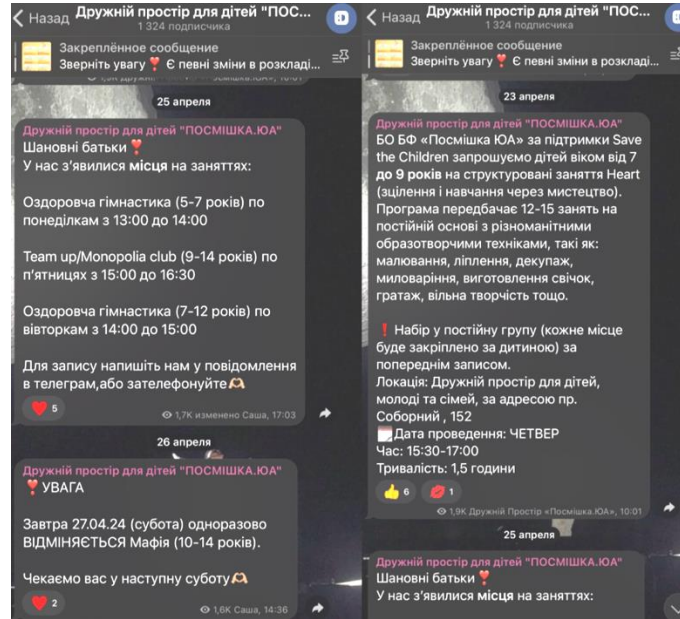 Назад
Дружній простір для дітей "ПОС...
1 324 подписчика
Закреплённое сообщение
Зверніть увагу❣️ Є певні зміни в розкладі...
25 апреля
Дружній простір для дітей "ПОСМІШКА.ЮА"
Шановні батьки❣️
У нас з’явилися місця на заняттях:
Оздоровча гімнастика (5-7 років) по
понеділкам з 13:00 до 14:00
Team up/Monopolia club (9-14 років) по
п'ятницях з 15:00 до 16:30
Оздоровча гімнастика (7-12 років) по
вівторкам з 14:00 до 15:00
Для запису напишіть нам у повідомлення
в телеграм,або зателефонуйте🫶🏼
❤️ 5
1,7K изменено Саша, 17:03
26 апреля
Дружній простір для дітей "ПОСМІШКА.ЮА"
❣️УВАГА
Завтра 27.04.24 (субота) одноразово
ВІДМІНЯЄТЬСЯ Мафія (10-14 років).
Чекаємо вас у наступну суботу🫶🏼
❤️ 2
1,6K Саша, 14:36
Назад
Дружній простір для дітей "ПОС...
1 324 подписчика
Закреплённое сообщение
Зверніть увагу❣️ Є певні зміни в розкладі...
23 апреля
Дружній простір для дітей "ПОСМІШКА.ЮА"
БО БФ «Посмішка ЮА» за підтримки Save
the Children запрошуємо дітей віком від 7
до 9 років на структуровані заняття Heart
(зцілення і навчання через мистецтво).
Програма передбачає 12-15 занять на
постійній основі з різноманітними
образотворчими техніками, такі як:
малювання, ліплення, декупаж,
миловаріння, виготовлення свічок,
гратаж, вільна творчість тощо.
❗ Набір у постійну групу (кожне місце
буде закріплено за дитиною) за
попереднім записом.
Локація: Дружній простір для дітей,
молоді та сімей, за адресою пр.
Соборний , 152
🗓️Дата проведення: ЧЕТВЕР
Час: 15:30-17:00
Тривалість: 1,5 години
👍 6 💋 1
1,9K Дружній Простір «Посмішка.ЮА», 10:01
25 апреля
Дружній простір для дітей "ПОСМІШКА.ЮА"
Шановні батьки❣️
У нас з’явилися місця на заняттях: